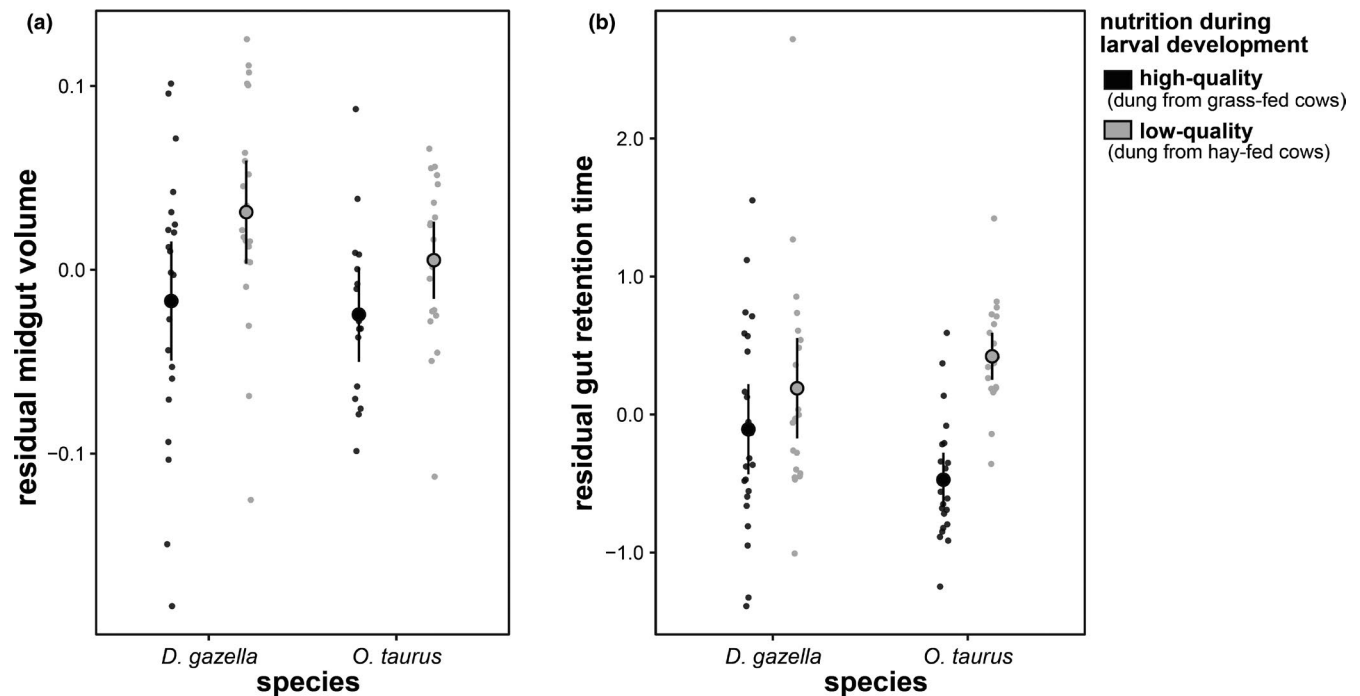 (a)
residual midgut volume
0.1
0.0
−0.1
D. gazella
O. taurus
species
(b)
residual gut retention time
2.0
1.0
0.0
−1.0
D. gazella
O. taurus
species
nutrition during
larval development
high-quality
(dung from grass-fed cows)
low-quality
(dung from hay-fed cows)